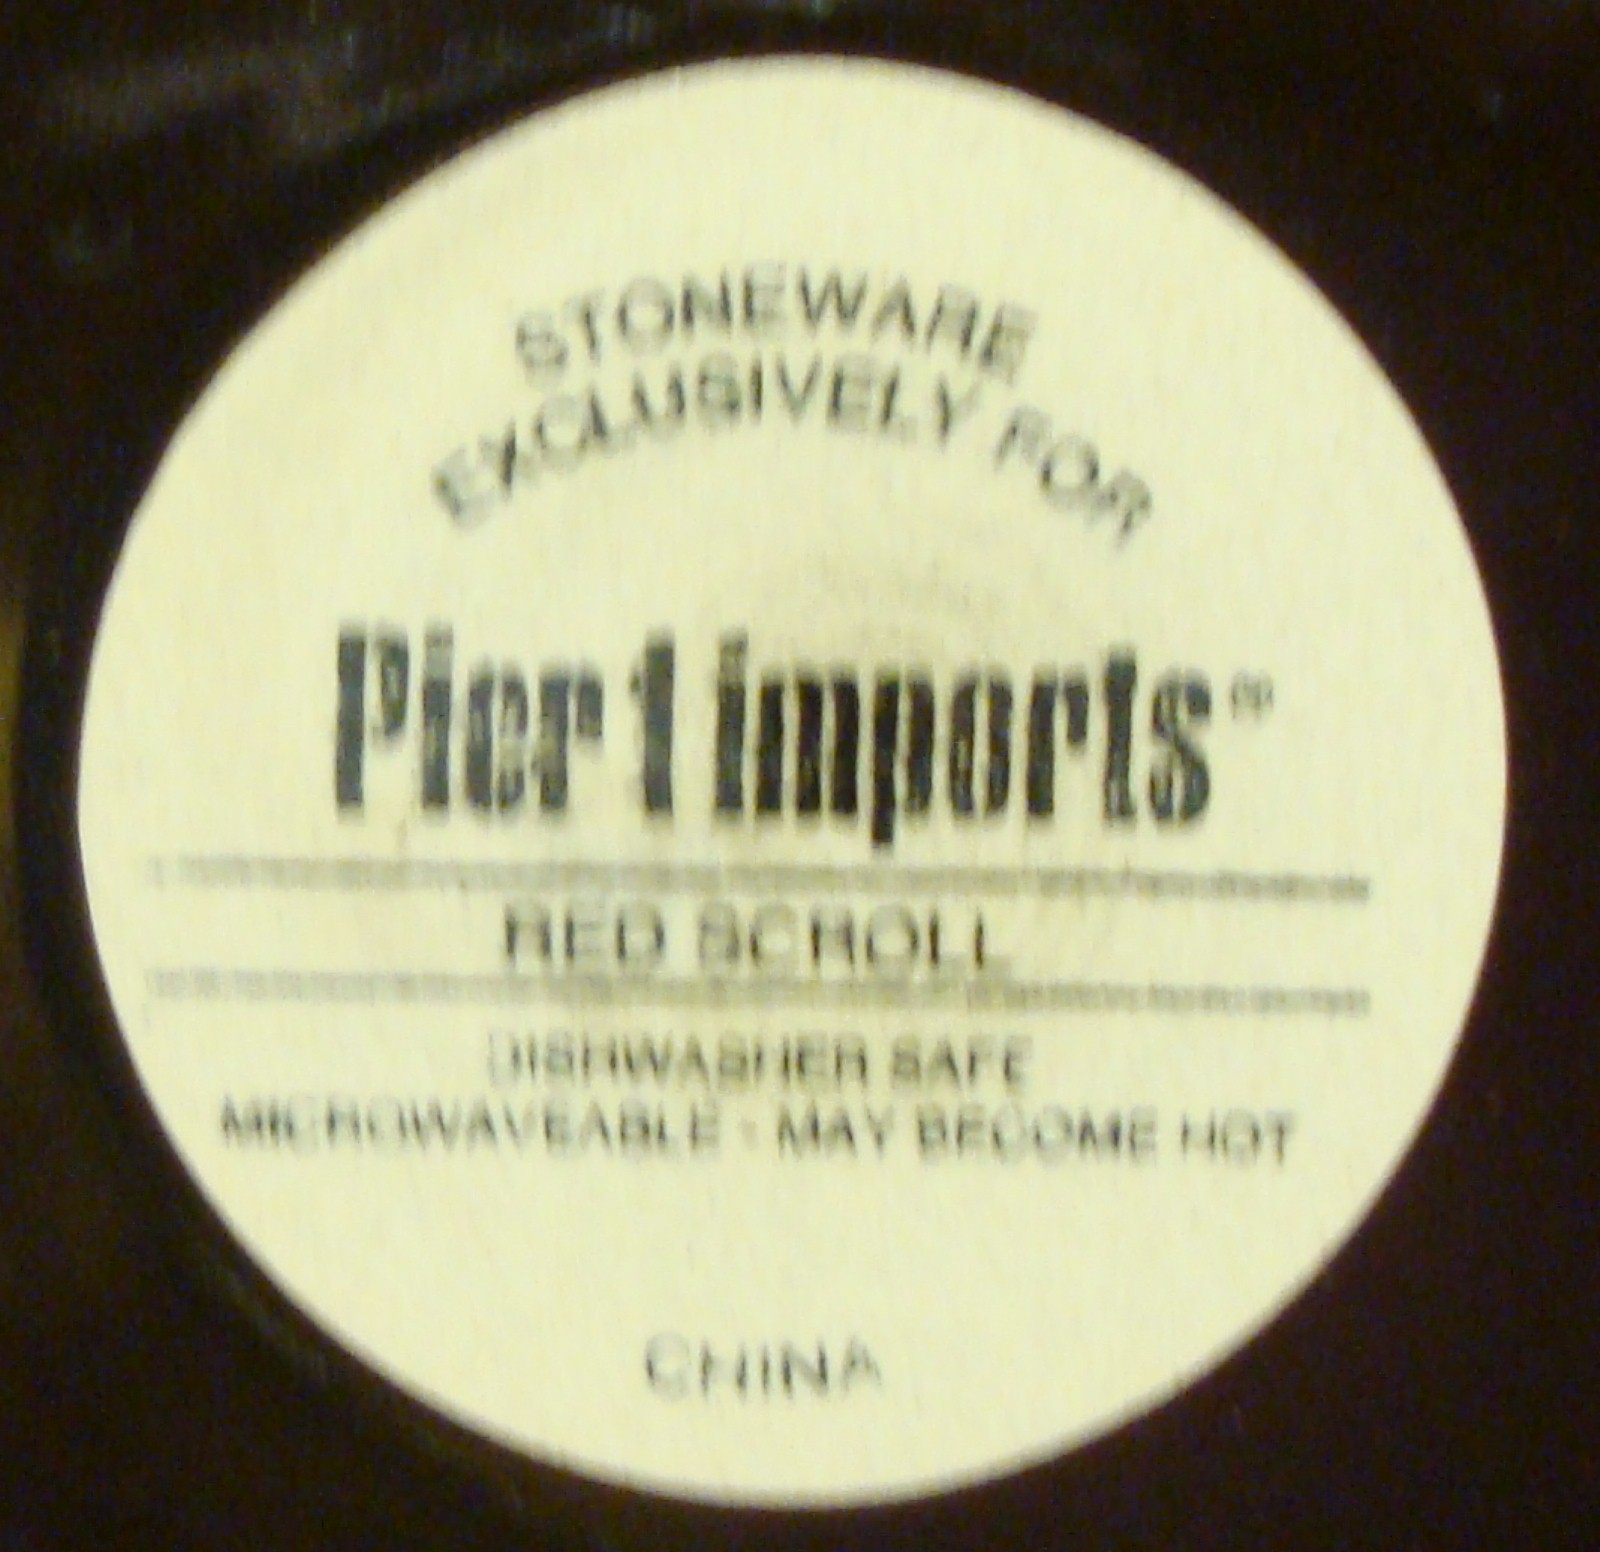 STONEWARE
EXCLUSIVELY FOR
Pier 1 imports
RED SCROLL
DISHWASHER SAFE
MICROWAVEABLE - MAY BECOME HOT
CHINA